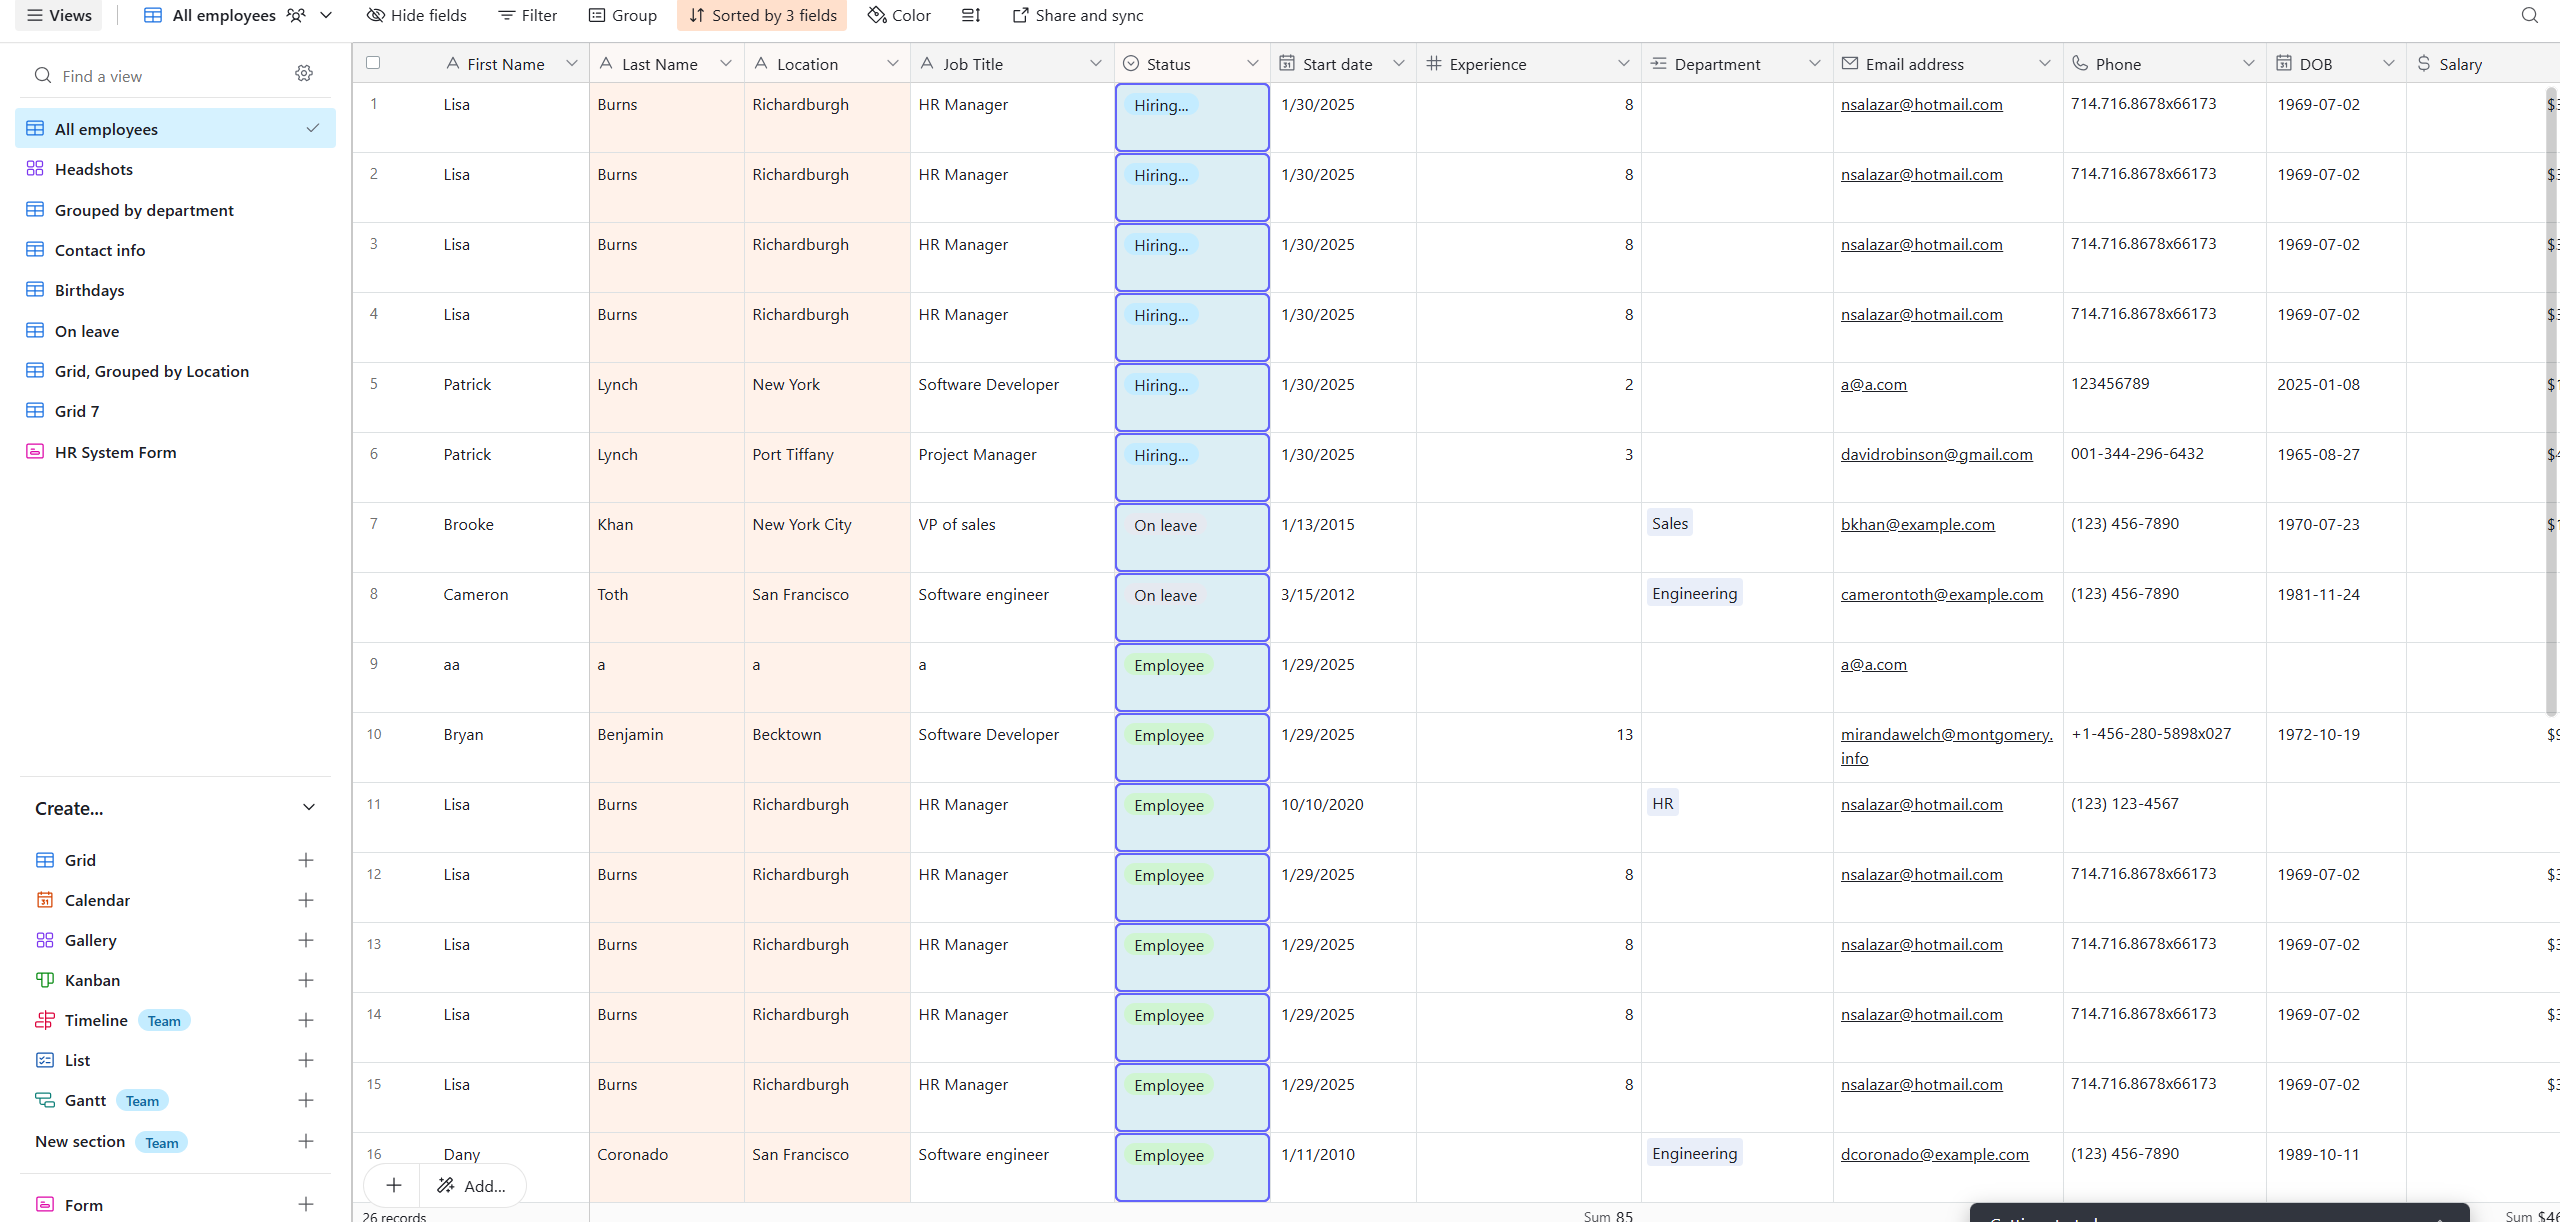 Views
All employees
Hide fields
Filter
Group
Sorted by 3 fields
Color
Share and sync
Find a view
All employees
Headshots
Grouped by department
Contact info
Birthdays
On leave
Grid, Grouped by Location
Grid 7
HR System Form
Create...
Grid
Calendar
Gallery
Kanban
Timeline Team
List
Gantt Team
New section Team
Form
First Name Last Name Location Job Title Status Start date Experience Department Email address Phone DOB Salary
1 Lisa Burns Richardburgh HR Manager Hiring... 1/30/2025 8 nsalazar@hotmail.com 714.716.8678x66173 1969-07-02
2 Lisa Burns Richardburgh HR Manager Hiring... 1/30/2025 8 nsalazar@hotmail.com 714.716.8678x66173 1969-07-02
3 Lisa Burns Richardburgh HR Manager Hiring... 1/30/2025 8 nsalazar@hotmail.com 714.716.8678x66173 1969-07-02
4 Lisa Burns Richardburgh HR Manager Hiring... 1/30/2025 8 nsalazar@hotmail.com 714.716.8678x66173 1969-07-02
5 Patrick Lynch New York Software Developer Hiring... 1/30/2025 2 a@a.com 123456789 2025-01-08
6 Patrick Lynch Port Tiffany Project Manager Hiring... 1/30/2025 3 davidrobinson@gmail.com 001-344-296-6432 1965-08-27
7 Brooke Khan New York City VP of sales On leave 1/13/2015 Sales bkhan@example.com (123) 456-7890 1970-07-23
8 Cameron Toth San Francisco Software engineer On leave 3/15/2012 Engineering camerontoth@example.com (123) 456-7890 1981-11-24
9 aa a a a Employee 1/29/2025 a@a.com
10 Bryan Benjamin Becktown Software Developer Employee 1/29/2025 13 mirandawelch@montgomery. +1-456-280-5898x027 1972-10-19
info
11 Lisa Burns Richardburgh HR Manager Employee 10/10/2020 HR nsalazar@hotmail.com (123) 123-4567
12 Lisa Burns Richardburgh HR Manager Employee 1/29/2025 8 nsalazar@hotmail.com 714.716.8678x66173 1969-07-02
13 Lisa Burns Richardburgh HR Manager Employee 1/29/2025 8 nsalazar@hotmail.com 714.716.8678x66173 1969-07-02
14 Lisa Burns Richardburgh HR Manager Employee 1/29/2025 8 nsalazar@hotmail.com 714.716.8678x66173 1969-07-02
15 Lisa Burns Richardburgh HR Manager Employee 1/29/2025 8 nsalazar@hotmail.com 714.716.8678x66173 1969-07-02
16 Dany Coronado San Francisco Software engineer Employee 1/11/2010 Engineering dcoronado@example.com (123) 456-7890 1989-10-11
Add...
26 records Sum 85 Sum